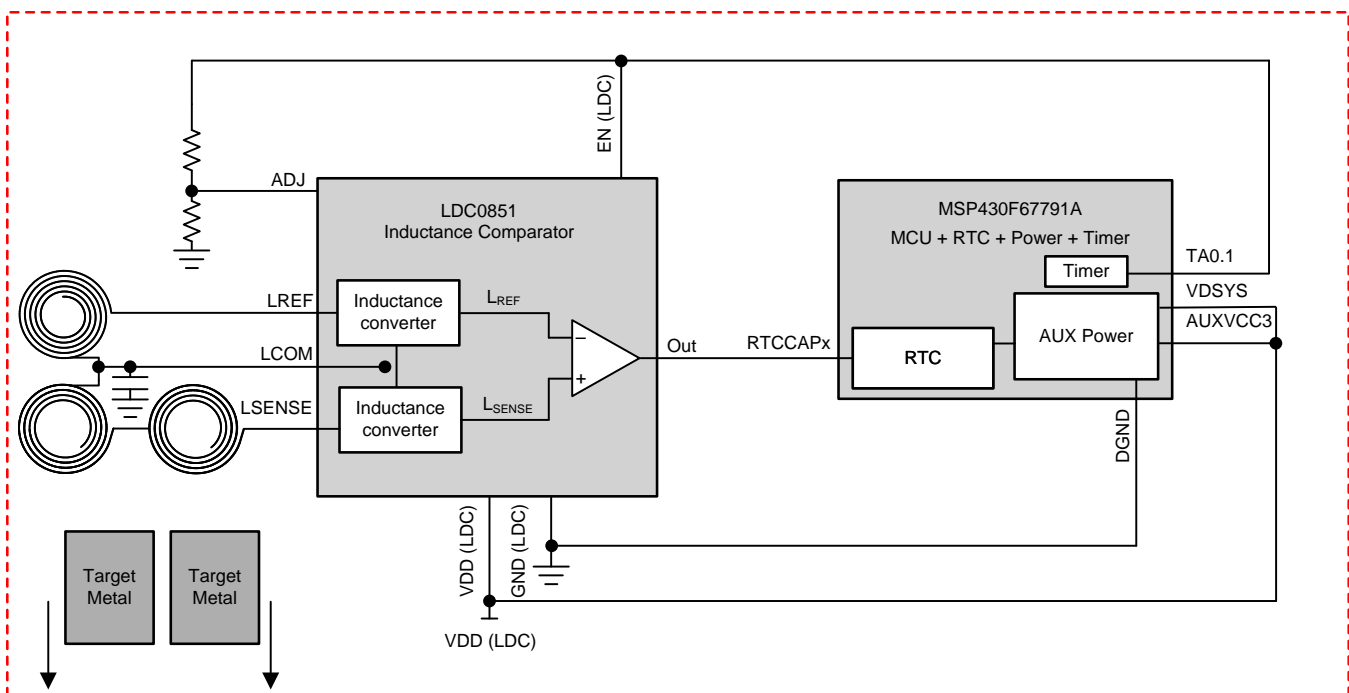 EN (LDC)
ADJ
LDC0851
Inductance Comparator
MSP430F67791A
MCU + RTC + Power + Timer
TA0.1
Timer
VDSYS
LREF
Inductance
converter
LREF
AUXVCC3
AUX Power
−
LCOM
Out
RTCCAPx
RTC
+
LSENSE
Inductance
converter
LSENSE
DGND
VDD (LDC)
GND (LDC)
Target
Metal
Target
Metal
VDD (LDC)